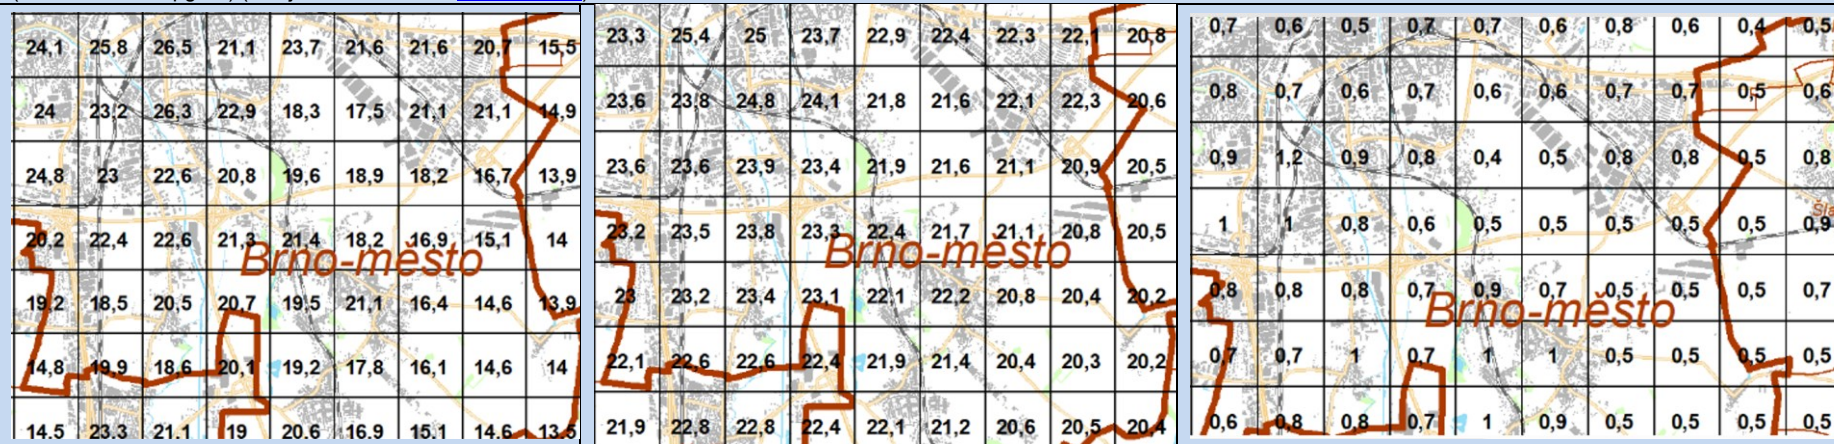 24,1 25,8 26,5 21,1 23,7 21,6 21,6 20,7 15,5
24 23,2 26,3 22,9 18,3 17,5 21,1 21,1 14,9
24,8 23 22,6 20,8 19,6 18,9 18,2 16,7 13,9
20,2 22,4 22,6 21,3 21,4 18,2 16,9 15,1 14
Brno-město
19,2 18,5 20,5 20,7 19,5 21,1 16,4 14,6 13,9
14,8 19,9 18,6 20,1 19,2 17,8 16,1 14,6 14
14,5 23,3 21,1 19 20,6 16,9 15,1 14,6 13,5
23,3 25,4 25 23,7 22,9 22,4 22,3 22,1 20,8
23,6 23,8 24,8 24,1 21,8 21,6 22,1 22,3 20,6
23,6 23,6 23,9 23,4 21,9 21,6 21,1 20,9 20,5
23,2 23,5 23,8 23,3 22,4 21,7 21,1 20,8 20,5
Brno-město
23 23,2 23,4 23,1 22,1 22,2 20,8 20,4 20,2
22,1 22,6 22,6 22,4 21,9 21,4 20,4 20,3 20,2
21,9 22,8 22,8 22,4 22,1 21,2 20,6 20,5 20,4
0,7 0,6 0,5 0,7 0,7 0,6 0,8 0,6 0,4 0,5
0,8 0,7 0,6 0,7 0,6 0,6 0,7 0,7 0,5 0,6
0,9 1,2 0,9 0,8 0,4 0,5 0,8 0,8 0,5 0,8
1 1 0,8 0,6 0,5 0,5 0,5 0,5 0,5 0,9
0,8 0,8 0,8 0,7 0,9 0,7 0,5 0,5 0,5 0,7
Brno-město
0,7 0,7 1 0,7 1 1 0,5 0,5 0,5 0,5
0,6 0,8 0,8 0,7 1 0,9 0,5 0,5 0,5 0,5